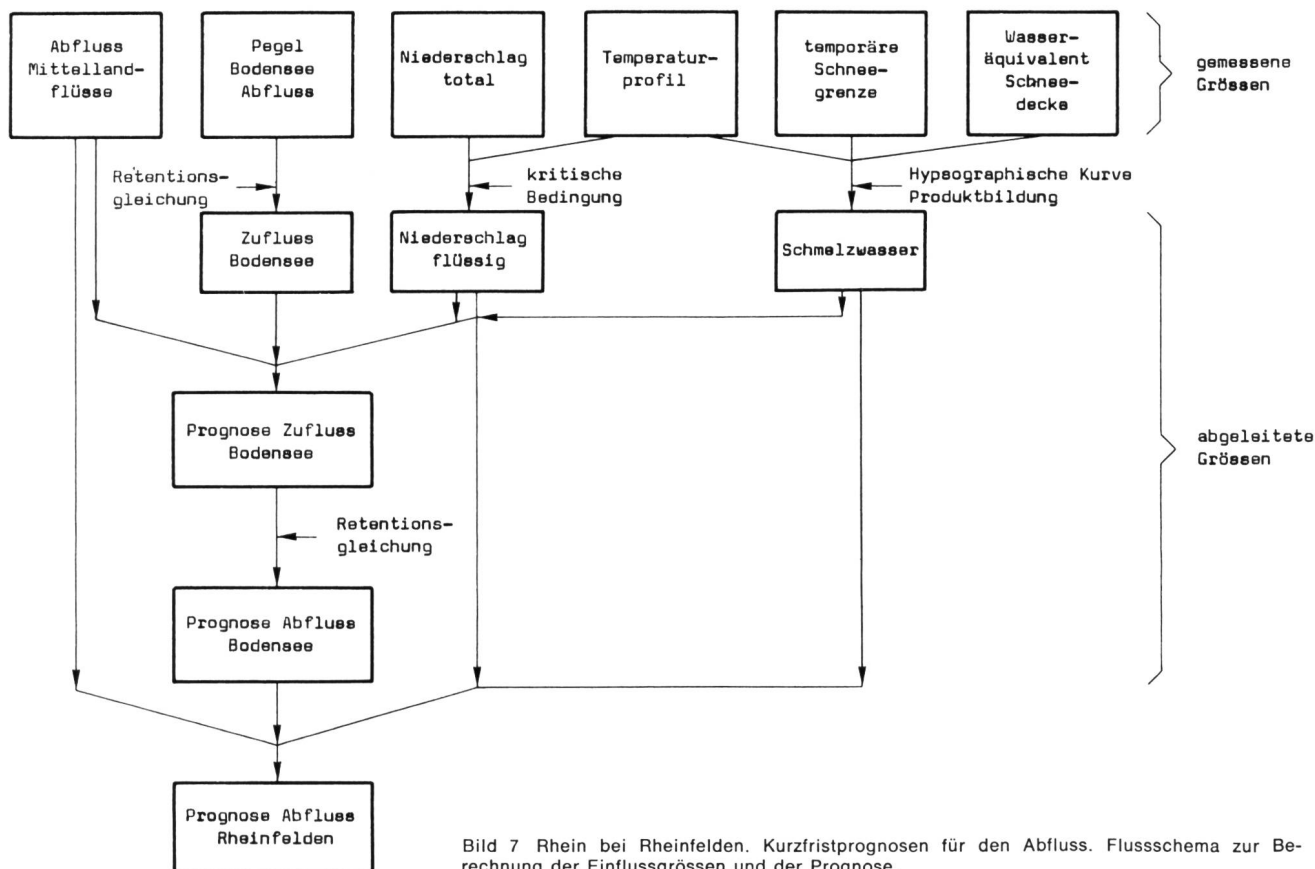 Abfluss
Mittelland-
flüsse
Pegel
Bodensee
Abfluss
Niederschlag
total
Temperatur-
profil
temporäre
Schnee-
grenze
Wasser-
äquivalent
Schnee-
decke
gemessene
Grössen
Retentions-
gleichung
kritische
Bedingung
Hypsographische Kurve
Produktbildung
Zufluss
Bodensee
Niederschlag
flüssig
Schmelzwasser
Prognose Zufluss
Bodensee
abgeleitete
Grössen
Retentions-
gleichung
Prognose Abfluss
Bodensee
Prognose Abfluss
Rheinfelden
Bild 7 Rhein bei Rheinfelden. Kurzfristprognosen für den Abfluss. Flussschema zur Be-
rechnung der Einflussgrössen und der Prognose